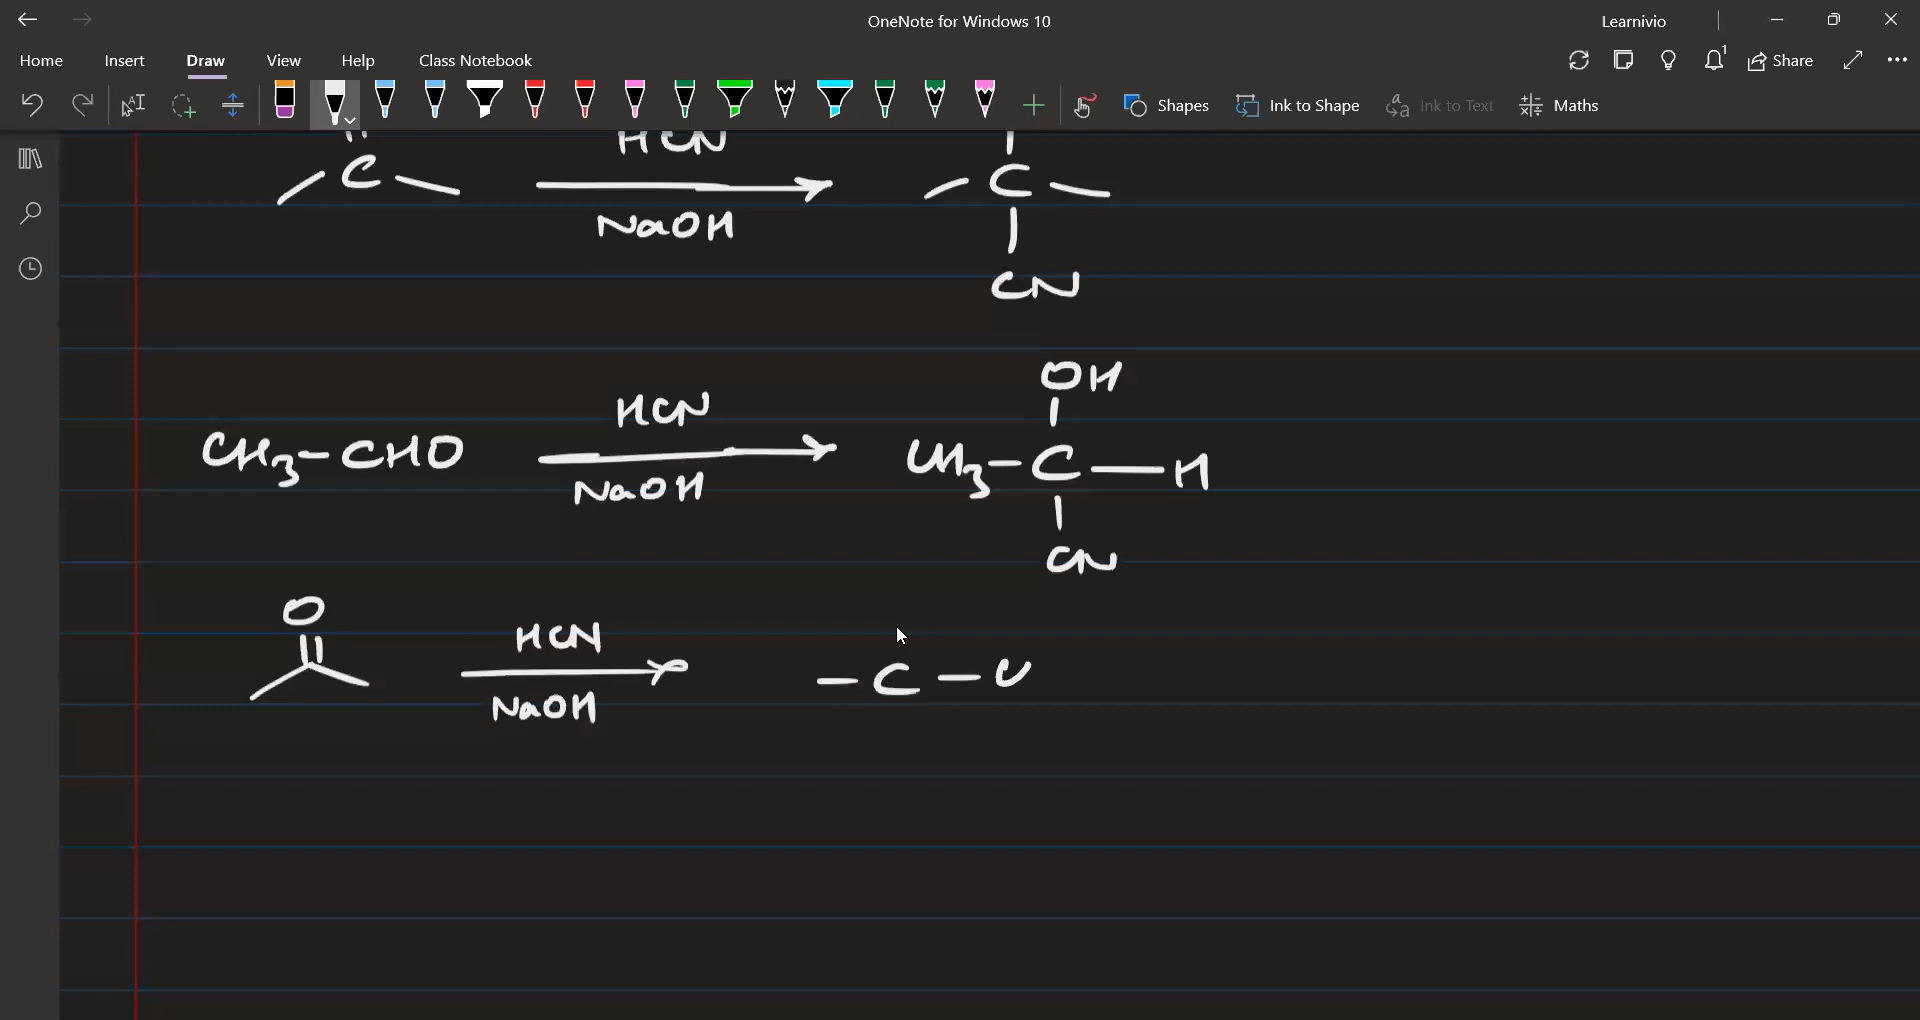 OneNote for Windows 10
Learnivio
Home Insert Draw View Help Class Notebook
1 Share
Shapes Ink to Shape Ink to Text Maths
HCN
C → C
NaOH
CN
OH
HCN
CH3-CHO → CH3-C-H
NaOH
CN
O
HCN
→ -C-
NaOH